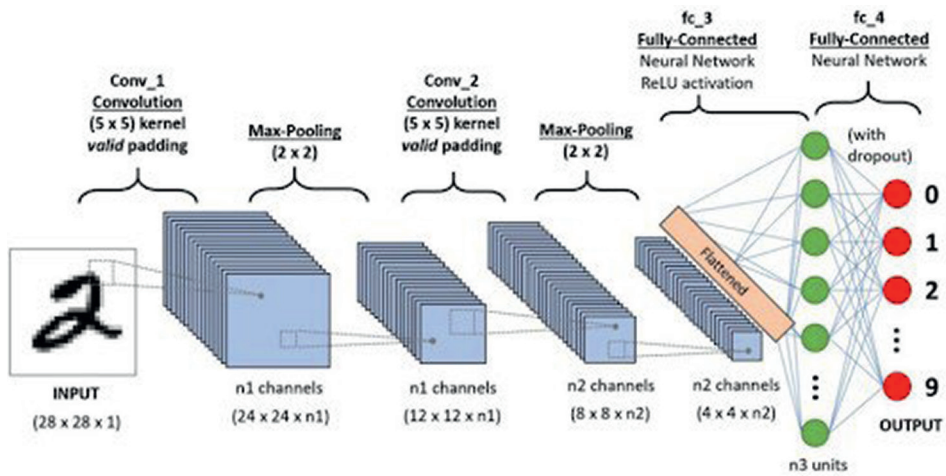 fc_3
Fully-Connected
Neural Network
ReLU activation
fc_4
Fully-Connected
Neural Network
Conv_1
Convolution
(5 x 5) kernel
valid padding
Max-Pooling
(2 x 2)
Conv_2
Convolution
(5 x 5) kernel
valid padding
Max-Pooling
(2 x 2)
(with
dropout)
Flattened
0
1
2
9
INPUT
(28 x 28 x 1)
n1 channels
(24 x 24 x n1)
n1 channels
(12 x 12 x n1)
n2 channels
(8 x 8 x n2)
n2 channels
(4 x 4 x n2)
n3 units
OUTPUT